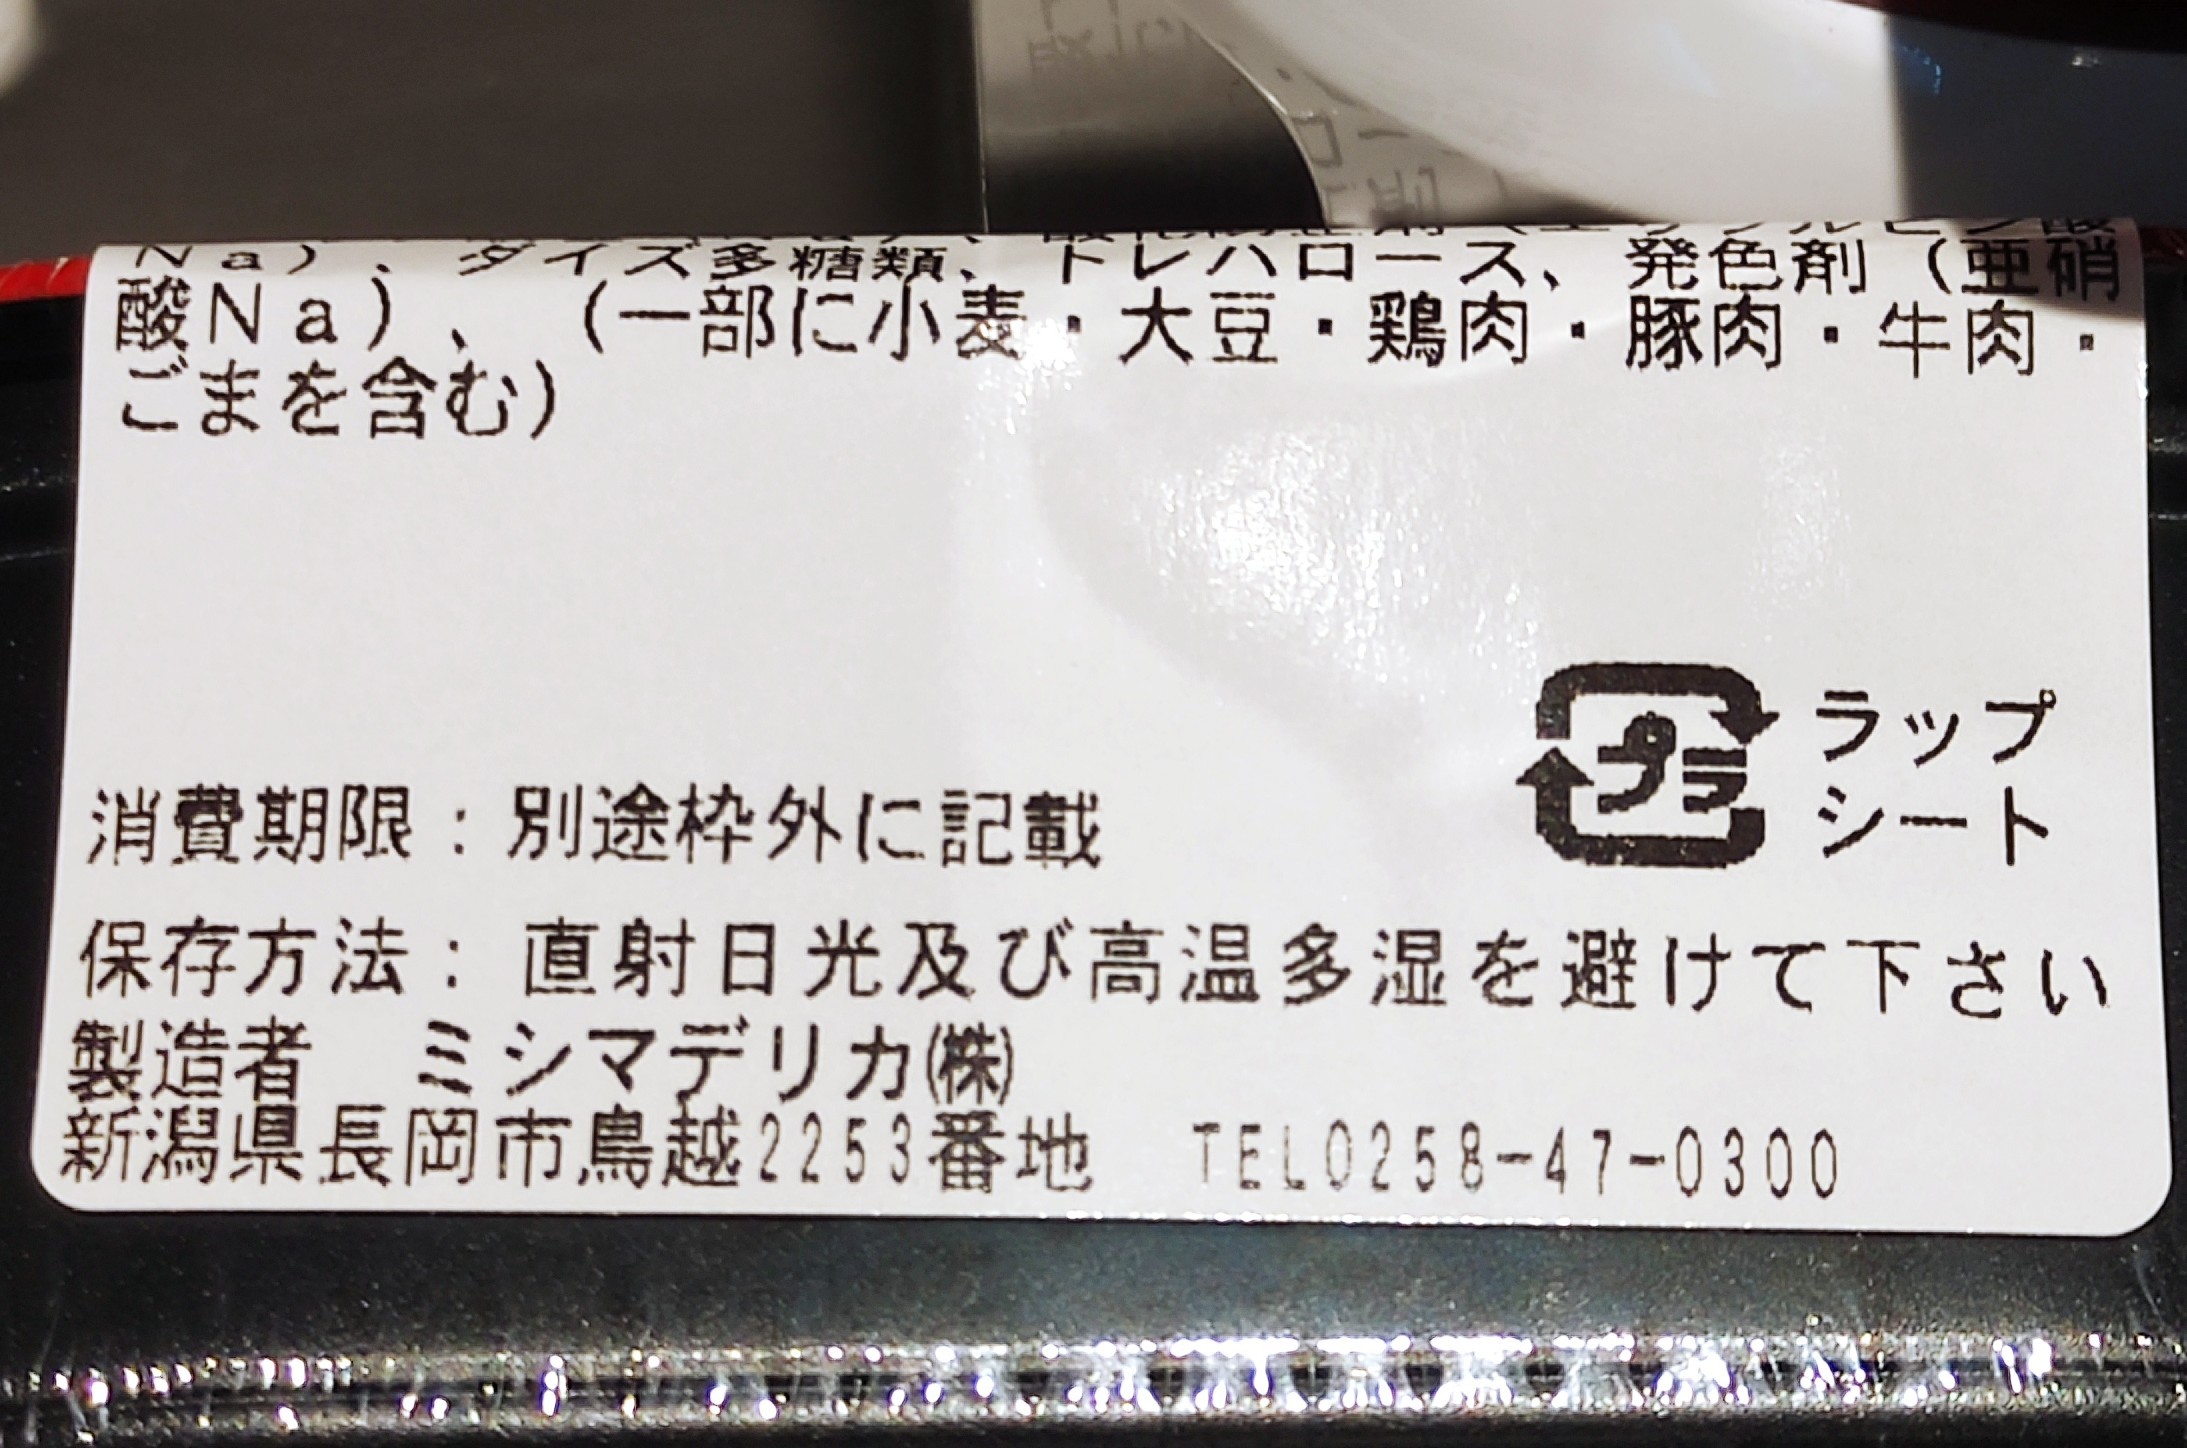 Na)、ダイズ多糖類、トレハロース、発色剤(亜硝
酸Na)、(一部に小麦・大豆・鶏肉・豚肉・牛肉・
ごまを含む)
プラ
ラップ
シート
消費期限:別途枠外に記載
保存方法:直射日光及び高温多湿を避けて下さい
製造者 ミシマデリカ㈱
新潟県長岡市鳥越2253番地 TEL0258-47-0300